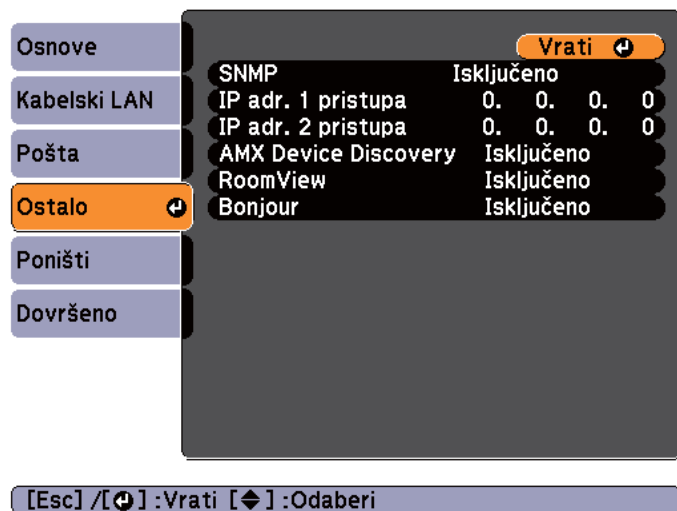 Osnove
Kabelski LAN
Pošta
Ostalo
Poništi
Dovršeno
Vrati
SNMP Isključeno
IP adr. 1 pristupa 0. 0. 0. 0
IP adr. 2 pristupa 0. 0. 0. 0
AMX Device Discovery Isključeno
RoomView Isključeno
Bonjour Isključeno
[Esc] /[⏎] :Vrati [◆] :Odaberi